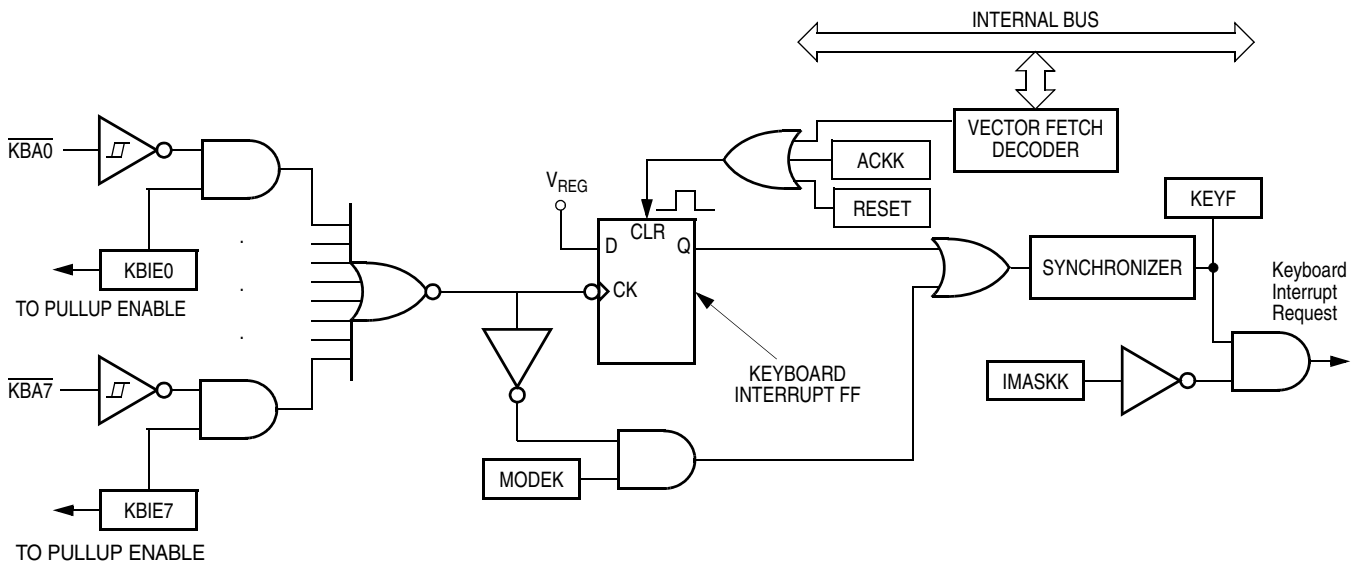 INTERNAL BUS
VECTOR FETCH
DECODER
KBA0
ACKK
VREG
RESET
KEYF
CLR
D
Q
KBIE0
SYNCHRONIZER
Keyboard
Interrupt
Request
CK
TO PULLUP ENABLE
KBA7
KEYBOARD
INTERRUPT FF
IMASKK
MODEK
KBIE7
TO PULLUP ENABLE